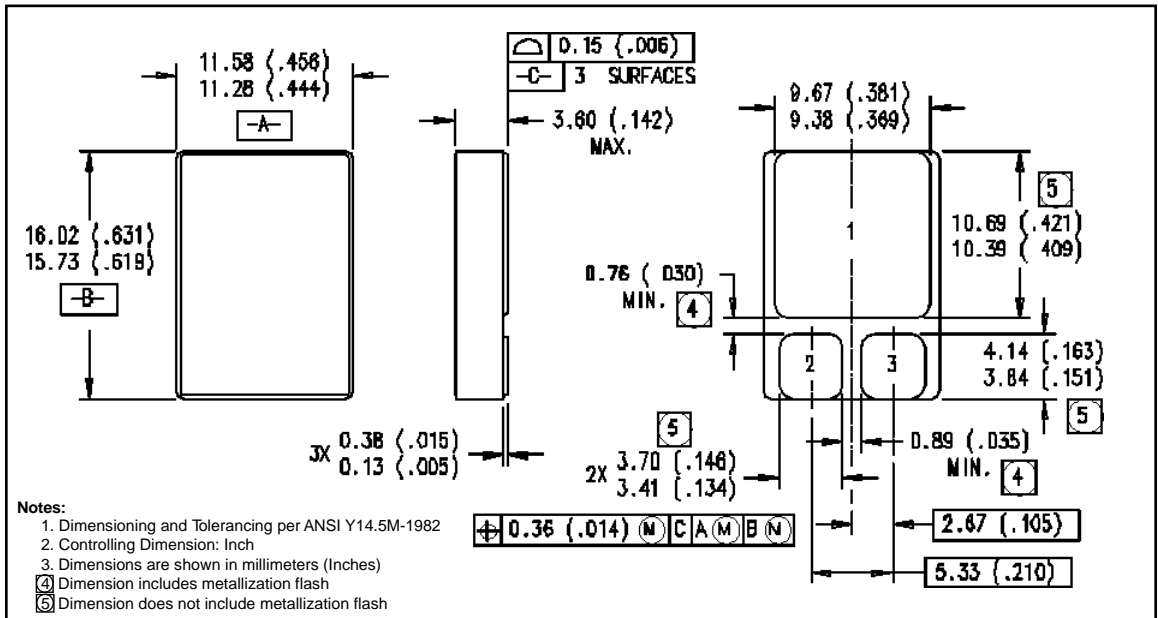 0.15 (.006)
-C- 3 SURFACES
11.58 (.456)
11.28 (.444)
-A-
3.60 (.142)
MAX.
9.67 (.381)
9.38 (.369)
16.02 (.631)
15.73 (.619)
-B-
1
5
10.69 (.421)
10.39 ( 409)
0.76 ( 030)
MIN. 4
2
3
4.14 (.163)
3.84 (.151)
5
3X 0.38 (.015)
0.13 (.005)
5
2X 3.70 (.146)
3.41 (.134)
0.89 (.035)
MIN. 4
0.36 (.014) M C A M B M
2.67 (.105)
5.33 (.210)
Notes:
1. Dimensioning and Tolerancing per ANSI Y14.5M-1982
2. Controlling Dimension: Inch
3. Dimensions are shown in millimeters (Inches)
4 Dimension includes metallization flash
5 Dimension does not include metallization flash